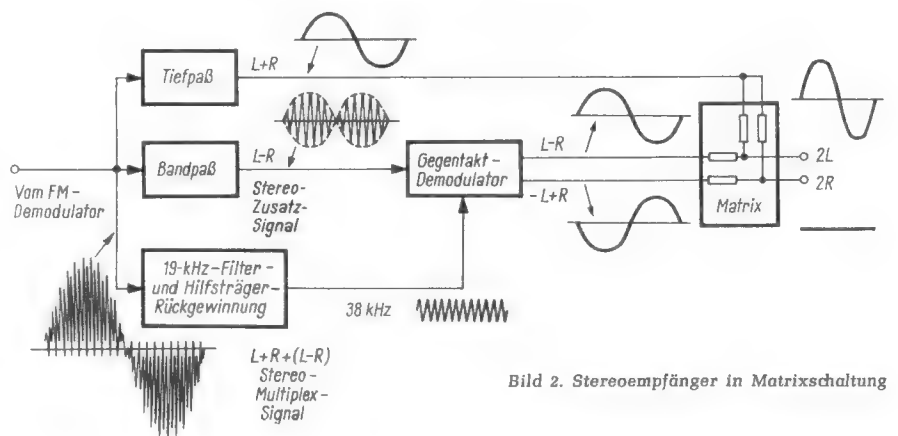 Tiefpaß
L+R
Bandpaß
L-R
Stereo-
Zusatz-
Signal
Vom FM-
Demodulator
19-kHz-Filter-
und Hilfsträger-
Rückgewinnung
38 kHz
Gegentakt-
Demodulator
L-R
-L+R
Matrix
2L
2R
L+R+(L-R)
Stereo-
Multiplex-
Signal
Bild 2. Stereoempfänger in Matrixschaltung